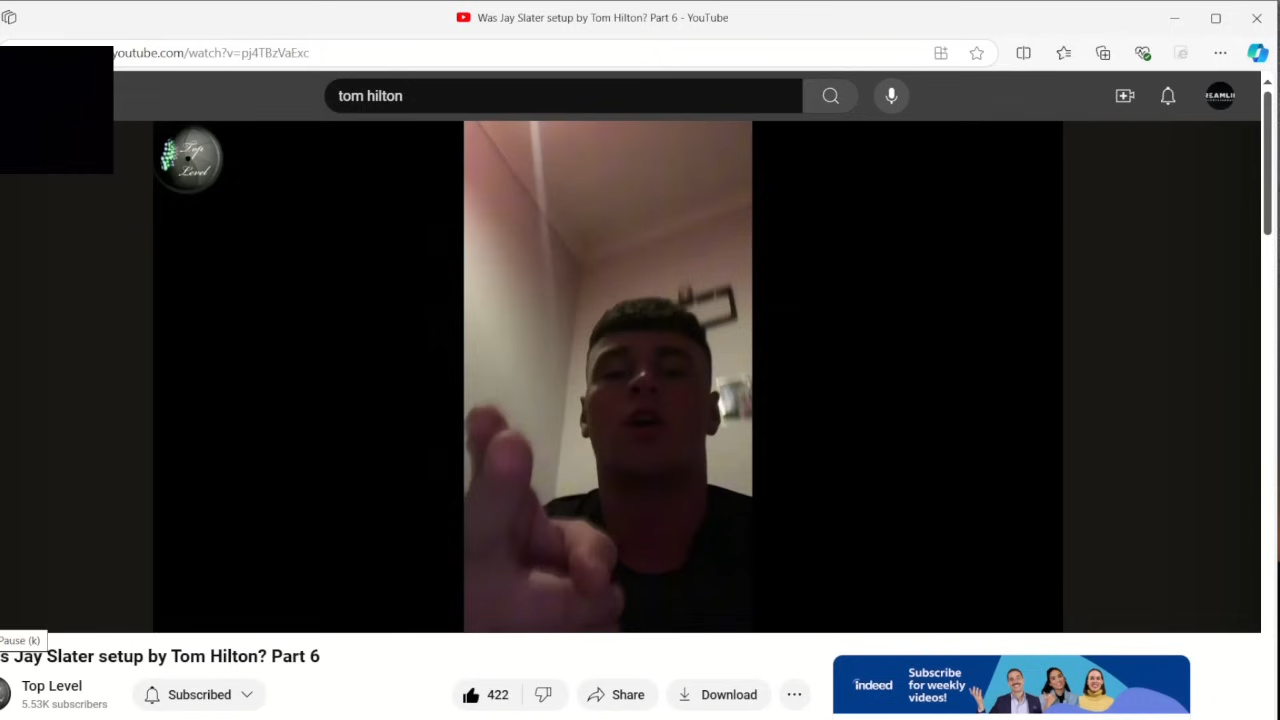 Was Jay Slater setup by Tom Hilton? Part 6 - YouTube
youtube.com/watch?v=pj4TBzVaExc
tom hilton
Top
Level
Pause (k)
s Jay Slater setup by Tom Hilton? Part 6
Top Level
5.53K subscribers
Subscribed
422
Share
Download
indeed
Subscribe
for weekly
videos!